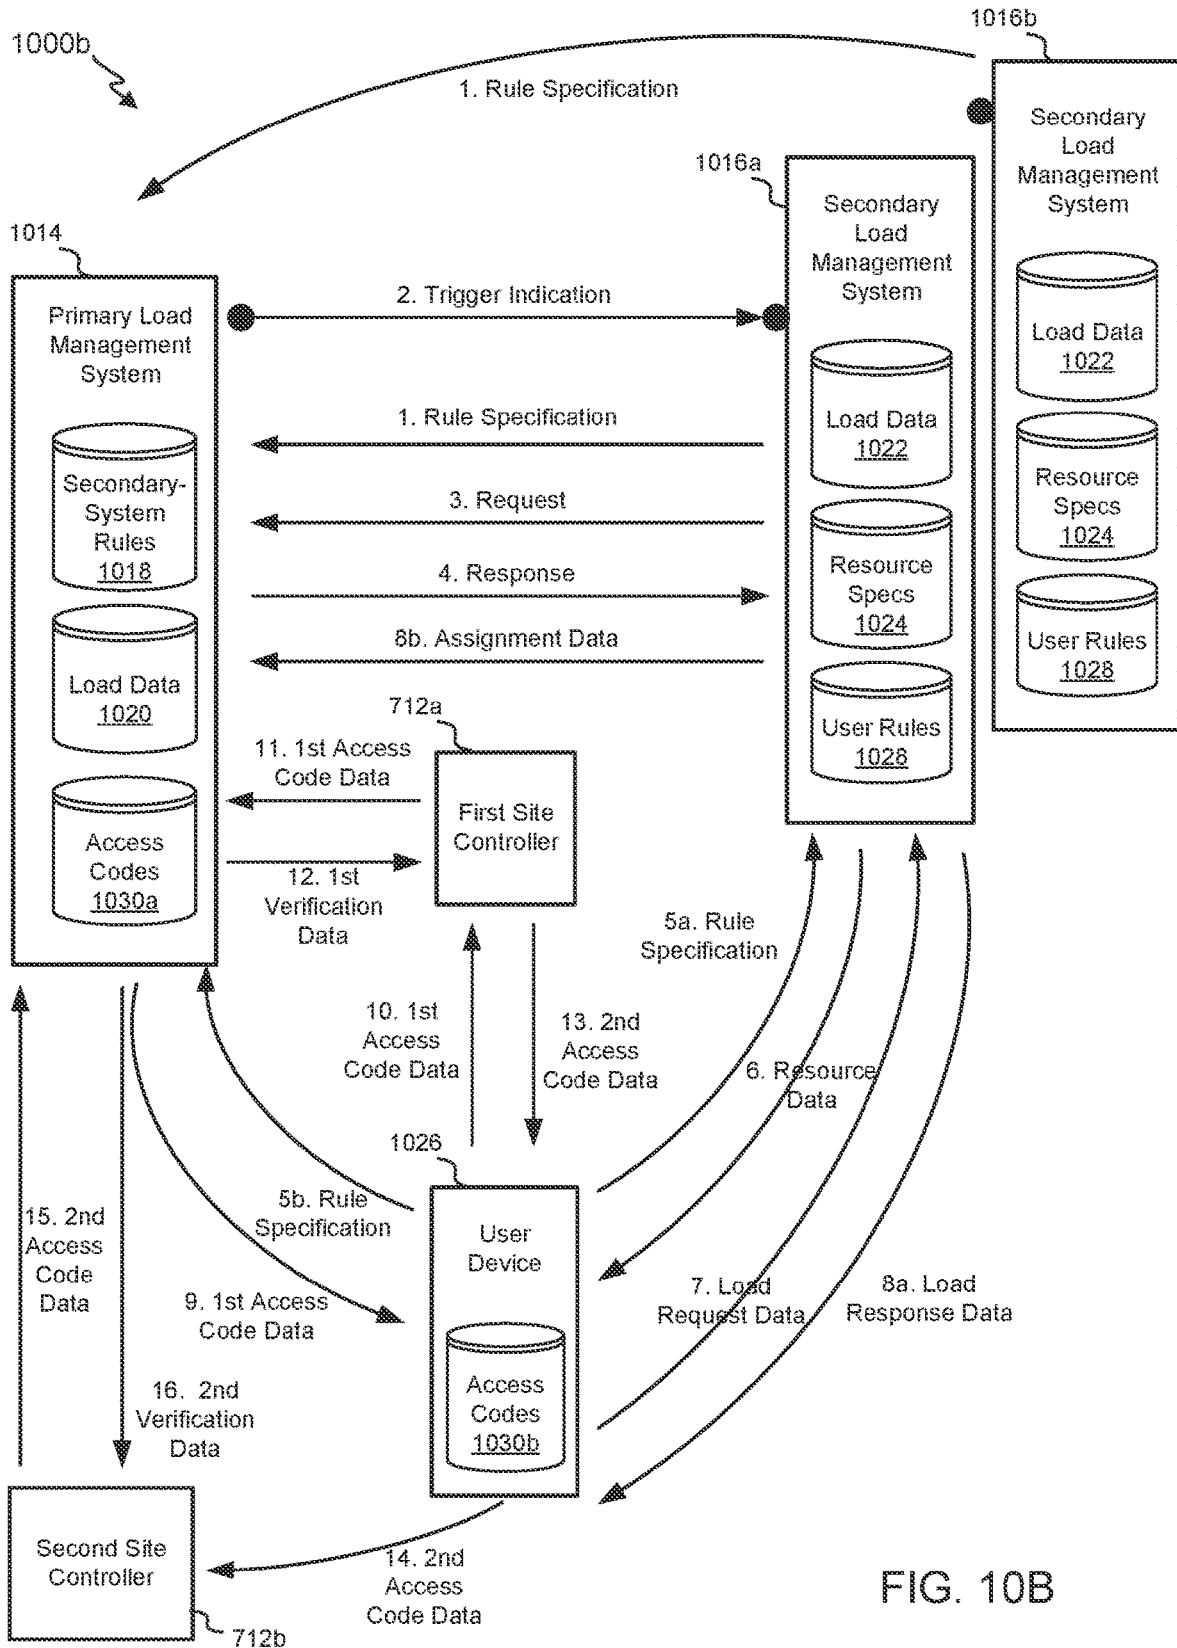 1000b
1016b
1. Rule Specification
Secondary
Load
Management
System
Load Data
1022
Resource
Specs
1024
User Rules
1028
1016a
Secondary
Load
Management
System
Load Data
1022
Resource
Specs
1024
User Rules
1028
1014
Primary Load
Management
System
Secondary-
System
Rules
1018
Load Data
1020
Access
Codes
1030a
2. Trigger Indication
1. Rule Specification
3. Request
4. Response
8b. Assignment Data
712a
11. 1st Access
Code Data
First Site
Controller
12. 1st
Verification
Data
5a. Rule
Specification
10. 1st
Access
Code Data
13. 2nd
Access
Code Data
6. Resource
Data
1026
5b. Rule
Specification
User
Device
Access
Codes
1030b
15. 2nd
Access
Code
Data
9. 1st Access
Code Data
7. Load
Request Data
8a. Load
Response Data
16. 2nd
Verification
Data
Second Site
Controller
14. 2nd
Access
Code Data
712b
FIG. 10B